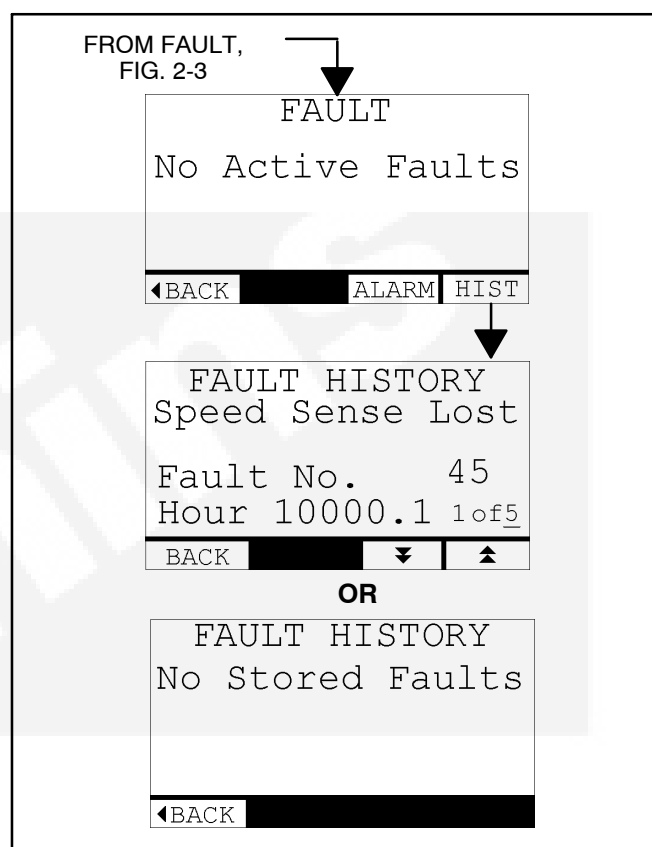 FROM FAULT,
FIG. 2-3
FAULT
No Active Faults
BACK ALARM HIST
FAULT HISTORY
Speed Sense Lost
Fault No. 45
Hour 10000.1 1of5
BACK
OR
FAULT HISTORY
No Stored Faults
BACK